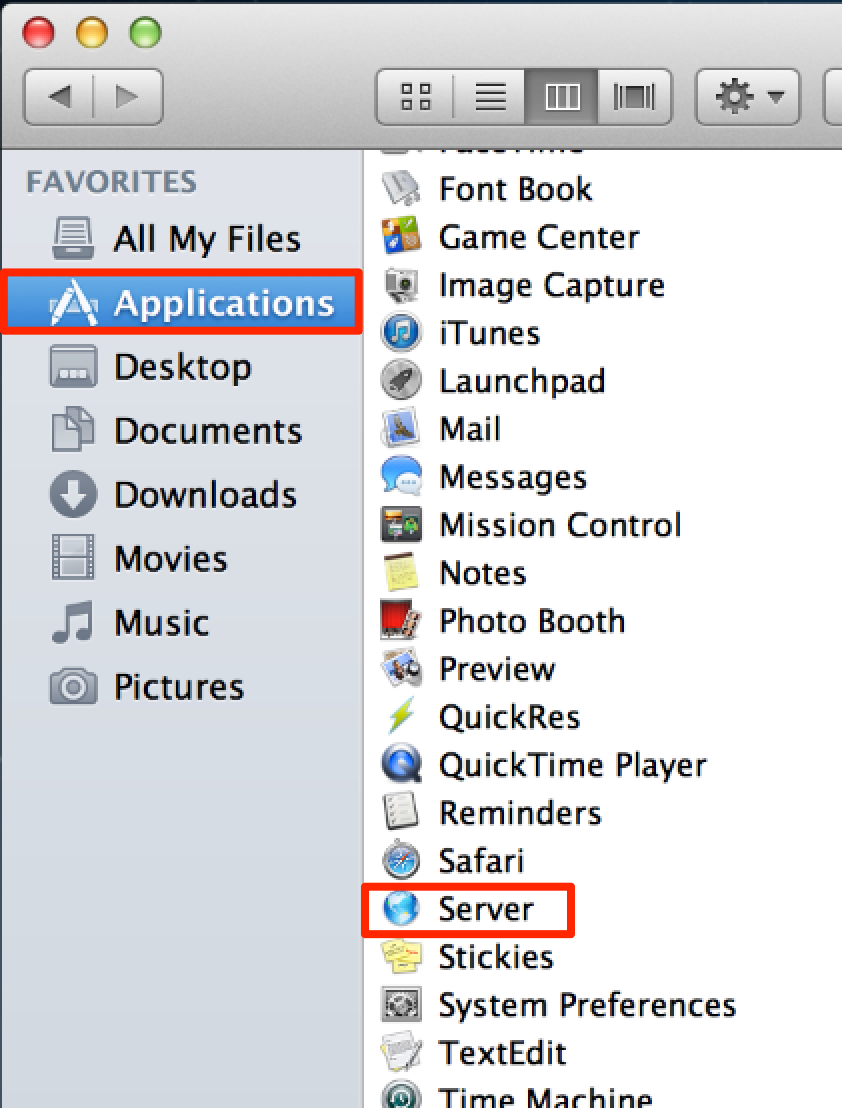 FAVORITES
All My Files
Applications
Desktop
Documents
Downloads
Movies
Music
Pictures
FaceTime
Font Book
Game Center
Image Capture
iTunes
Launchpad
Mail
Messages
Mission Control
Notes
Photo Booth
Preview
QuickRes
QuickTime Player
Reminders
Safari
Server
Stickies
System Preferences
TextEdit
Time Machine